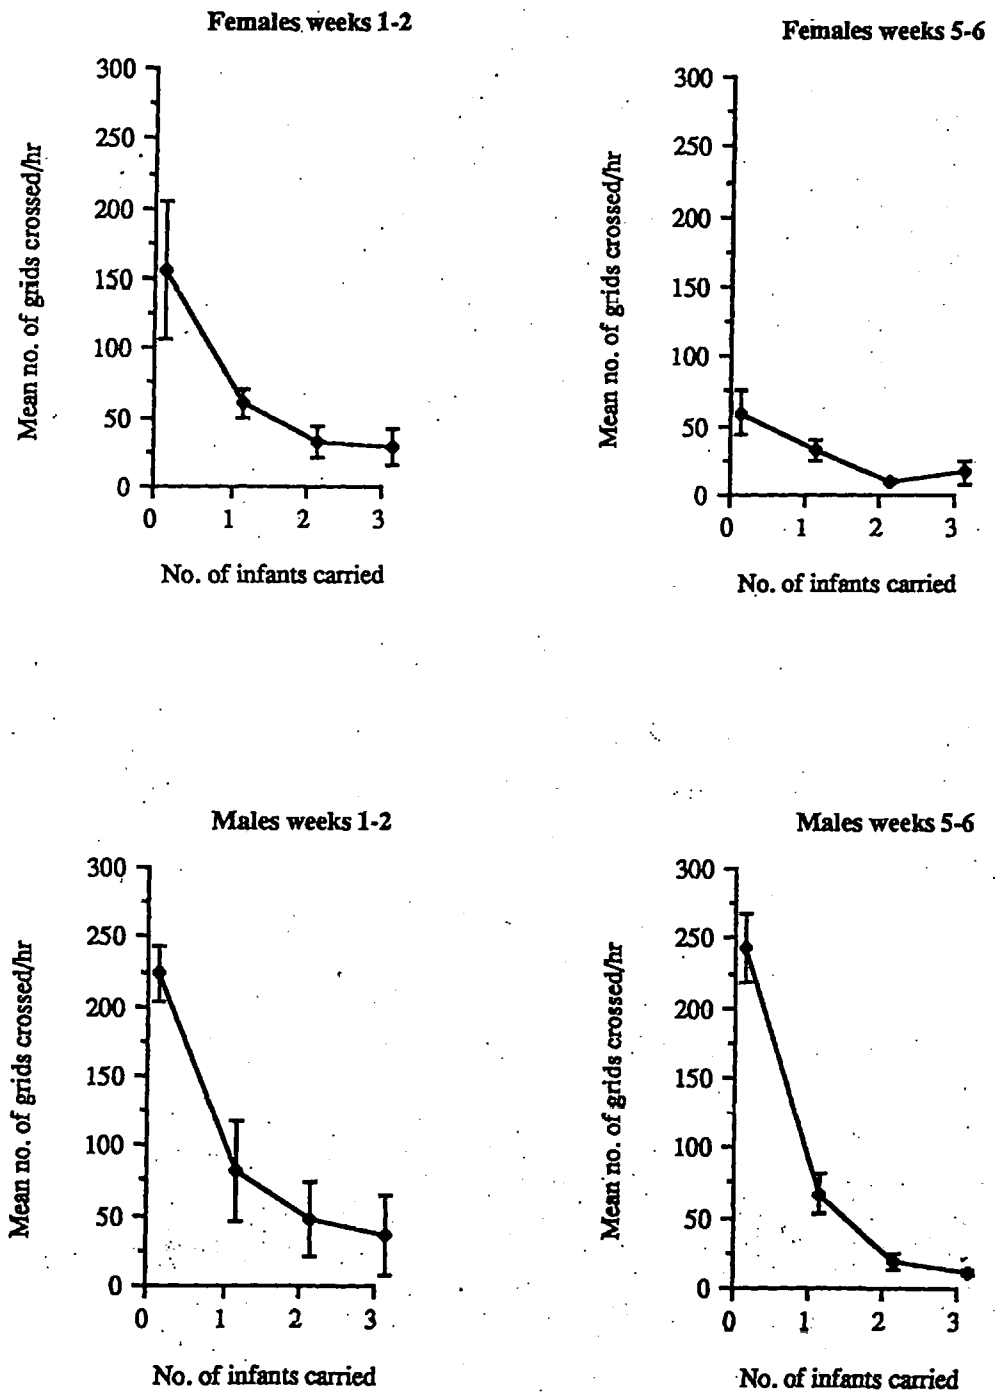 Females weeks 1-2
300
250
200
150
100
50
0
Mean no. of grids crossed/hr
0 1 2 3
No. of infants carried
Females weeks 5-6
300
250
200
150
100
50
0
Mean no. of grids crossed/hr
0 1 2 3
No. of infants carried
Males weeks 1-2
300
250
200
150
100
50
0
Mean no. of grids crossed/hr
0 1 2 3
No. of infants carried
Males weeks 5-6
300
250
200
150
100
50
0
Mean no. of grids crossed/hr
0 1 2 3
No. of infants carried